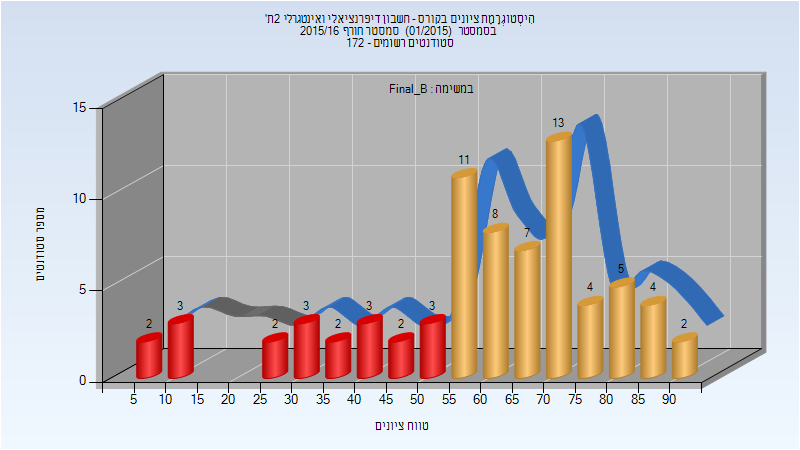 הִיסְטוֹגְרַמַת ציונים בקורס - חשבון דיפרנציאלי ואינטגרלי 2ת'
בסמסטר (01/2015) סמסטר חורף 2015/16
סטודנטים רשומים - 172
במשימה : Final_B
מספר סטודנטים
15
10
5
0
2 3 2 3 2 3 2 3 11 8 7 13 4 5 4 2
5 10 15 20 25 30 35 40 45 50 55 60 65 70 75 80 85 90
טווח ציונים